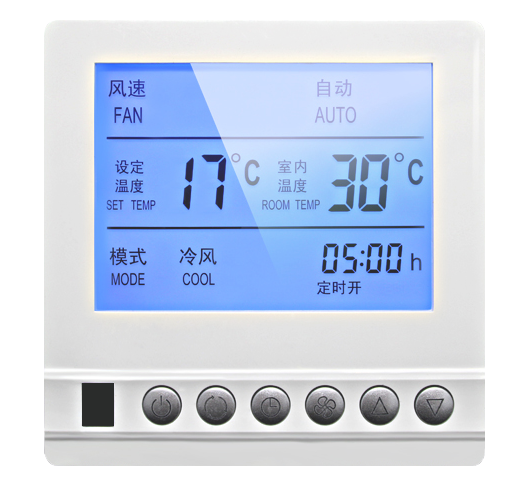 风速 自动
FAN AUTO
设定温度 17°C 室内温度 30°C
SET TEMP ROOM TEMP
模式 冷风 05:00 h
MODE COOL 定时开